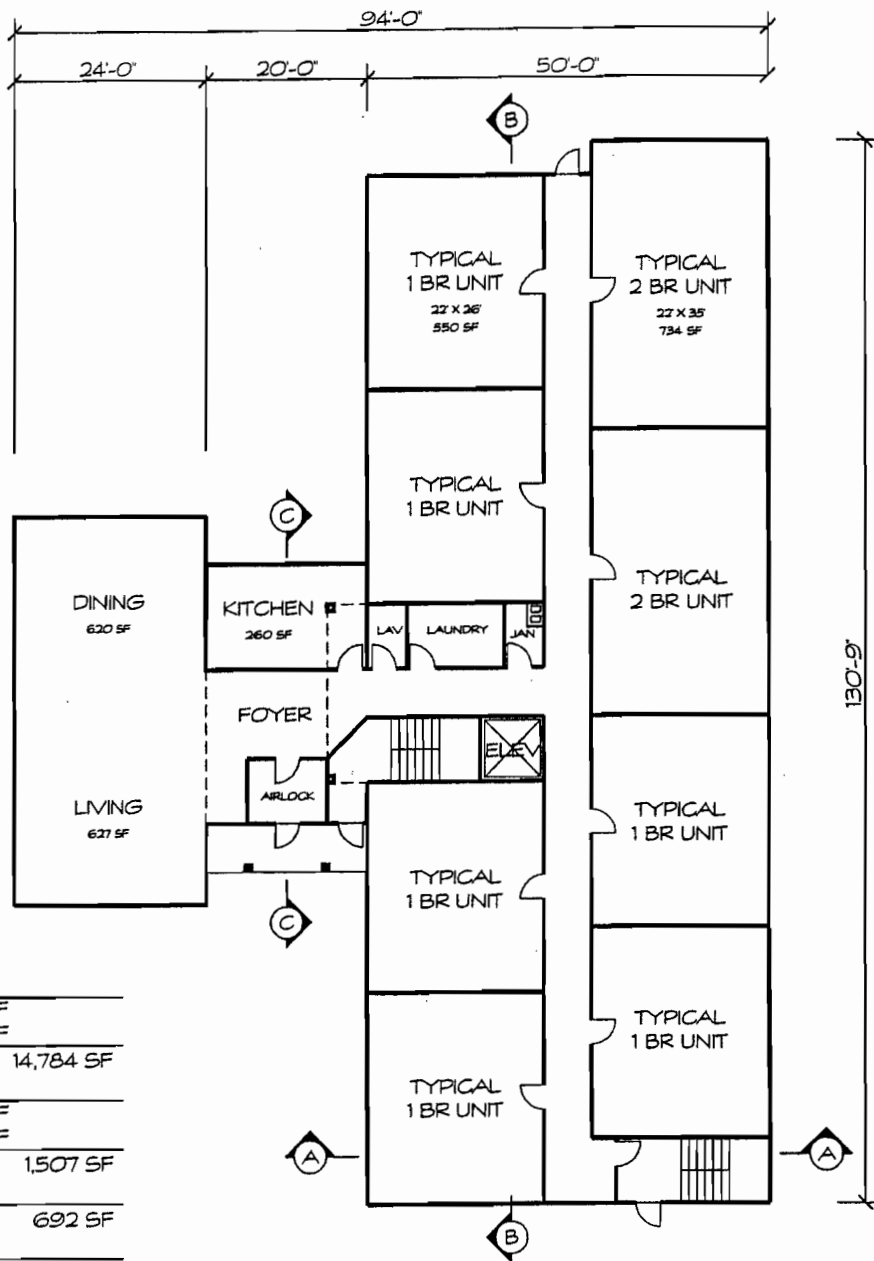 94'-0"
24'-0"
20'-0"
50'-0"
B
TYPICAL
1 BR UNIT
22' X 26'
550 SF
TYPICAL
2 BR UNIT
22' X 35'
734 SF
TYPICAL
1 BR UNIT
C
TYPICAL
2 BR UNIT
DINING
620 SF
KITCHEN
260 SF
LAV
LAUNDRY
JAN
130'-9"
FOYER
ELEV
AIRLOCK
LIVING
627 SF
TYPICAL
1 BR UNIT
TYPICAL
1 BR UNIT
C
TYPICAL
1 BR UNIT
TYPICAL
1 BR UNIT
14,784 SF
A
A
1,507 SF
692 SF
B